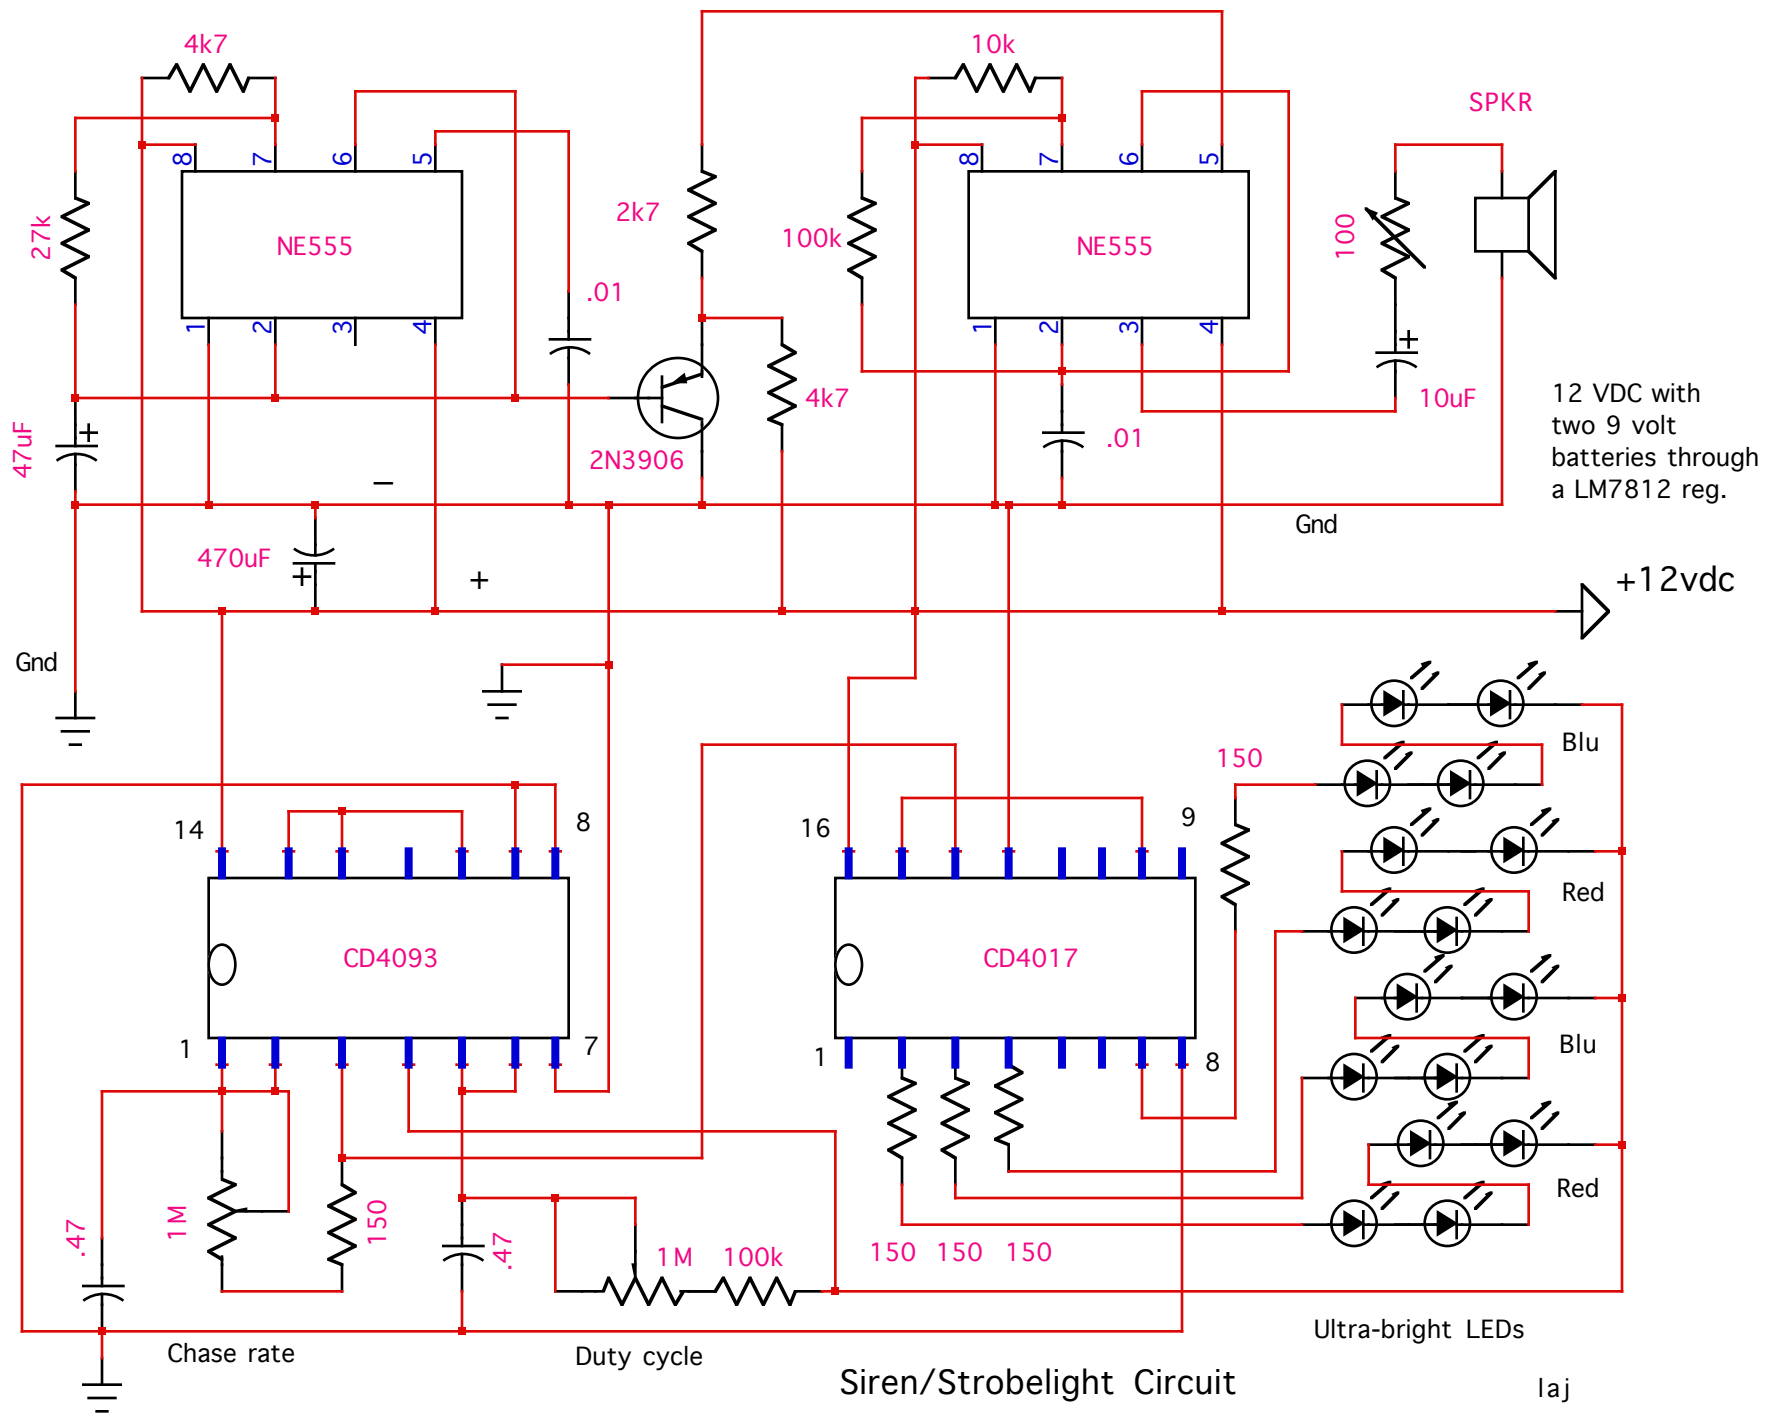 4k7
10k
SPKR
8
7
6
5
8
7
6
5
27k
NE555
2k7
100k
NE555
100
.01
1
2
3
4
1
2
3
4
47uF
+
2N3906
4k7
.01
+
10uF
12 VDC with
two 9 volt
batteries through
a LM7812 reg.
−
Gnd
470uF
+
+
+12vdc
Gnd
Blu
150
14
8
16
9
Red
CD4093
CD4017
1
7
1
8
Blu
Red
.47
1M
150
.47
1M
100k
150
150
150
Chase rate
Duty cycle
Ultra-bright LEDs
Siren/Strobelight Circuit
laj